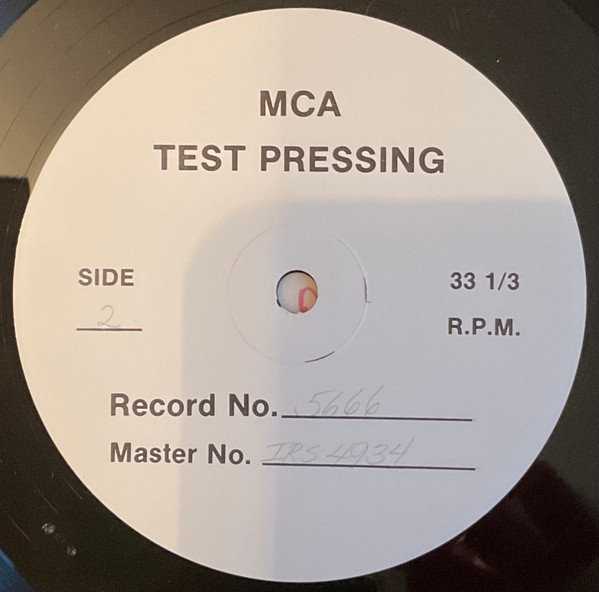 MCA
TEST PRESSING
SIDE 33 1/3
2 R.P.M.
Record No. 5666
Master No. IRS 4934